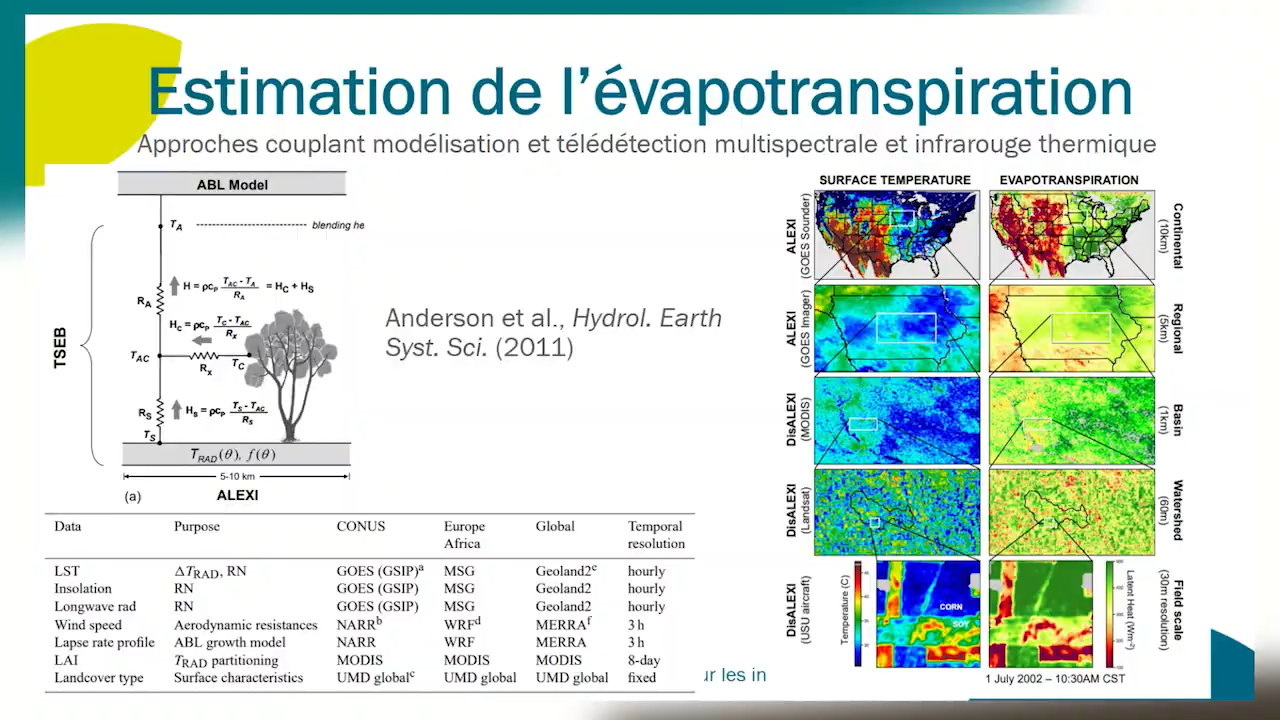 Estimation de l'évapotranspiration
Approches couplant modélisation et télédétection multispectrale et infrarouge thermique
ABL Model
TA
blending he
H = ρcP (TAC - TA) / RA = HC + HS
RA
HC = ρcP (TC - TAC) / RX
TSEB
TAC
RX
TC
RS
HS = ρcP (TS - TAC) / RS
TS
TRAD(θ), f(θ)
5-10 km
(a)
ALEXI
Anderson et al., Hydrol. Earth
Syst. Sci. (2011)
SURFACE TEMPERATURE EVAPOTRANSPIRATION
ALEXI
(GOES Sounder)
Continental
(10km)
ALEXI
(GOES Imager)
Regional
(5km)
DisALEXI
(MODIS)
Basin
(1km)
DisALEXI
(Landsat)
Watershed
(60m)
DisALEXI
(USU aircraft)
Temperature (C)
CORN
SOY
Latent Heat (Wm-2)
Field scale
(30m resolution)
1 July 2002 – 10:30AM CST
Data Purpose CONUS Europe Africa Global Temporal resolution
LST ΔTRAD, RN GOES (GSIP)a MSG Geoland2e hourly
Insolation RN GOES (GSIP) MSG Geoland2 hourly
Longwave rad RN GOES (GSIP) MSG Geoland2 hourly
Wind speed Aerodynamic resistances NARRb WRFd MERRAf 3 h
Lapse rate profile ABL growth model NARR WRF MERRA 3 h
LAI TRAD partitioning MODIS MODIS MODIS 8-day
Landcover type Surface characteristics UMD globalc UMD global UMD global fixed
ur les in